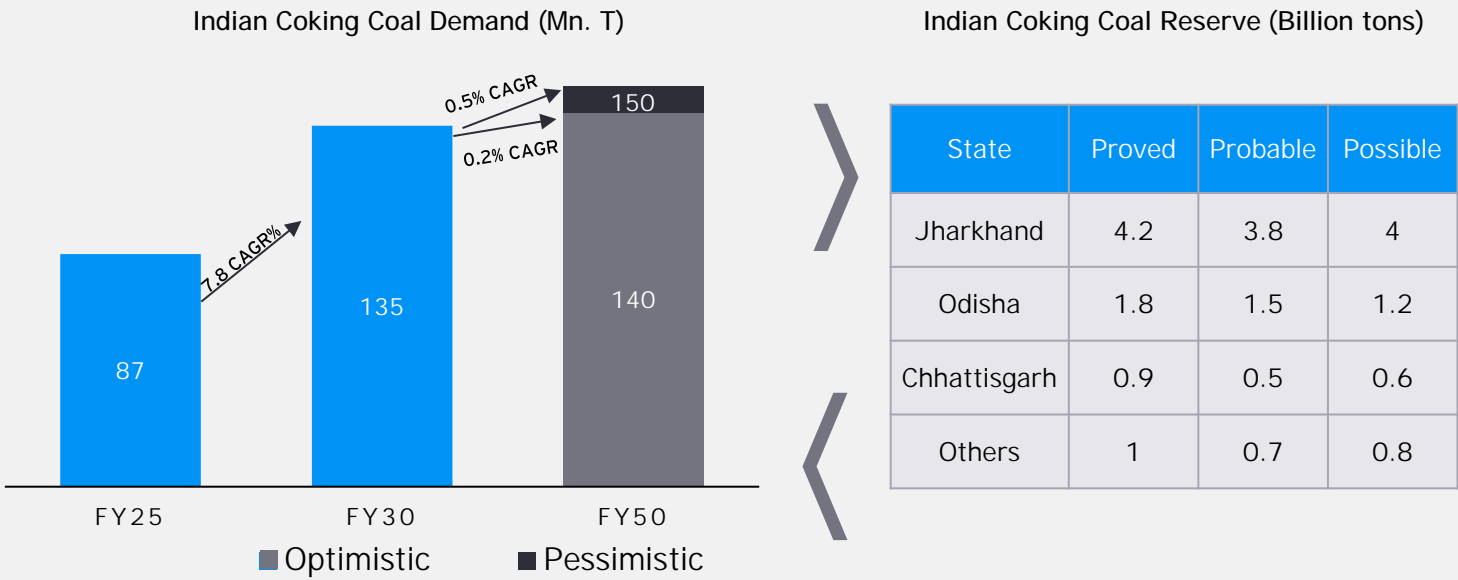 Indian Coking Coal Demand (Mn. T)
0.5% CAGR
0.2% CAGR
7.8 CAGR%
150
140
135
87
FY25 FY30 FY50
Optimistic Pessimistic
Indian Coking Coal Reserve (Billion tons)
State Proved Probable Possible
Jharkhand 4.2 3.8 4
Odisha 1.8 1.5 1.2
Chhattisgarh 0.9 0.5 0.6
Others 1 0.7 0.8